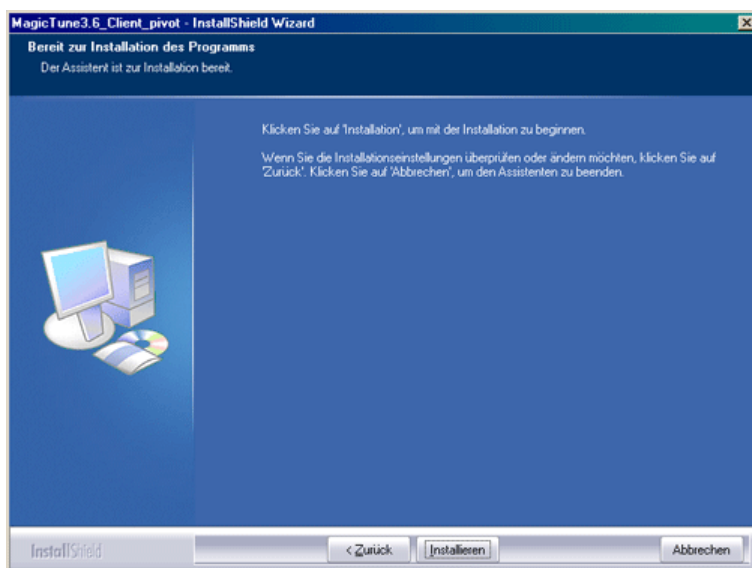 MagicTune3.6_Client_pivot - InstallShield Wizard
Bereit zur Installation des Programms
Der Assistent ist zur Installation bereit.
Klicken Sie auf 'Installation', um mit der Installation zu beginnen.
Wenn Sie die Installationseinstellungen überprüfen oder ändern möchten, klicken Sie auf
'Zurück'. Klicken Sie auf 'Abbrechen', um den Assistenten zu beenden.
InstallShield
< Zurück
Installieren
Abbrechen